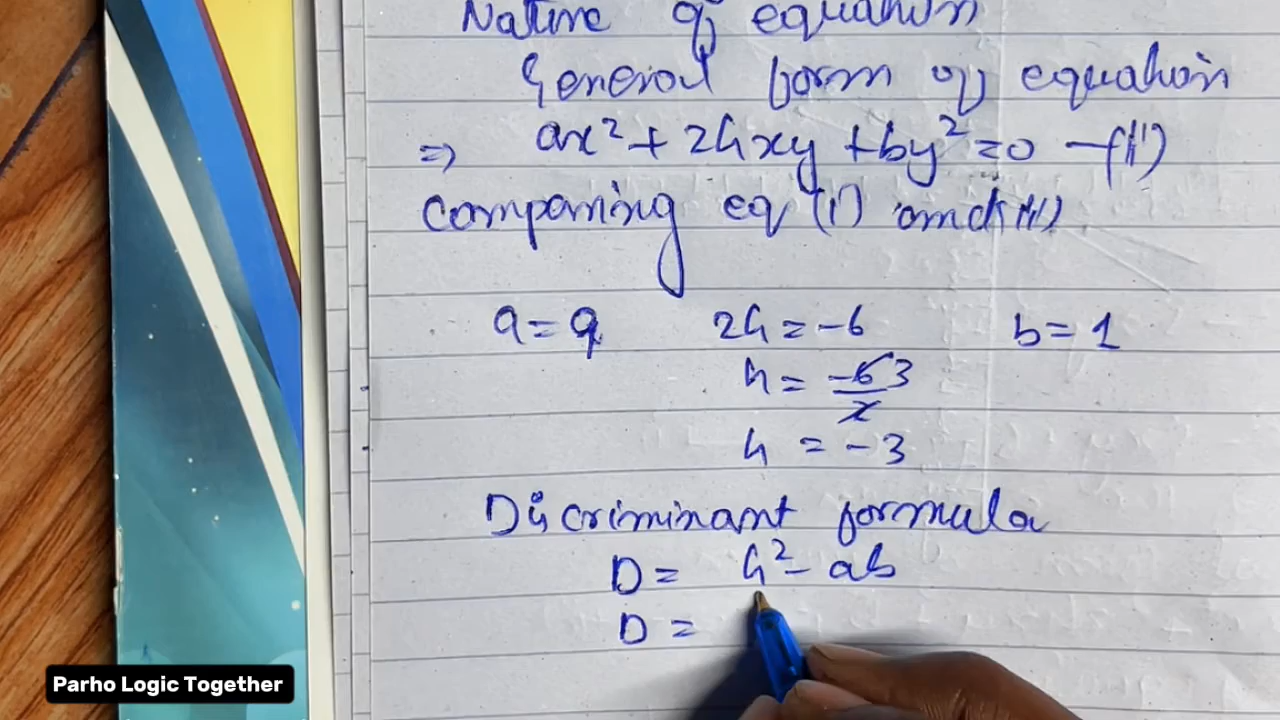 Nature of equation
General form of equation
=> ax² + 2hxy + by² = 0 -(ii)
comparing eq (i) and (ii)
a = 9 2h = -6 b = 1
h = -6 3 / 2
h = -3
Discriminant formula
D = h² - ab
D =
Parho Logic Together